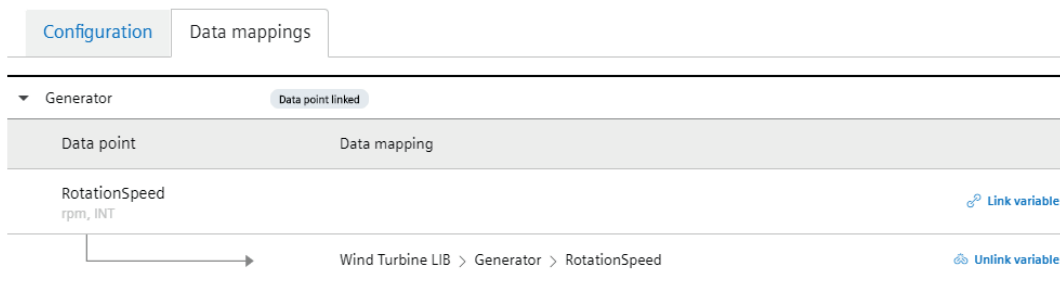 Configuration Data mappings
Generator Data point linked
Data point Data mapping
RotationSpeed
rpm, INT
Link variable
Wind Turbine LIB > Generator > RotationSpeed Unlink variable